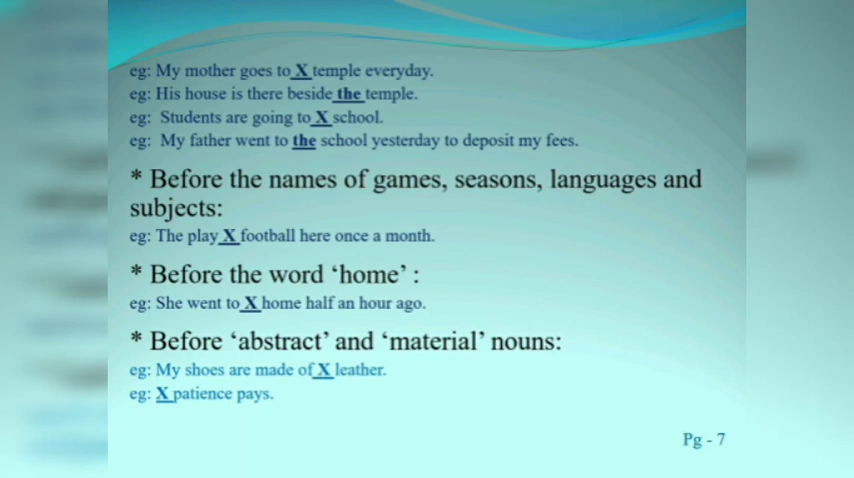 eg: My mother goes to X temple everyday.
eg: His house is there beside the temple.
eg: Students are going to X school.
eg: My father went to the school yesterday to deposit my fees.
* Before the names of games, seasons, languages and
subjects:
eg: The play X football here once a month.
* Before the word ‘home’ :
eg: She went to X home half an hour ago.
* Before ‘abstract’ and ‘material’ nouns:
eg: My shoes are made of X leather.
eg: X patience pays.
Pg - 7